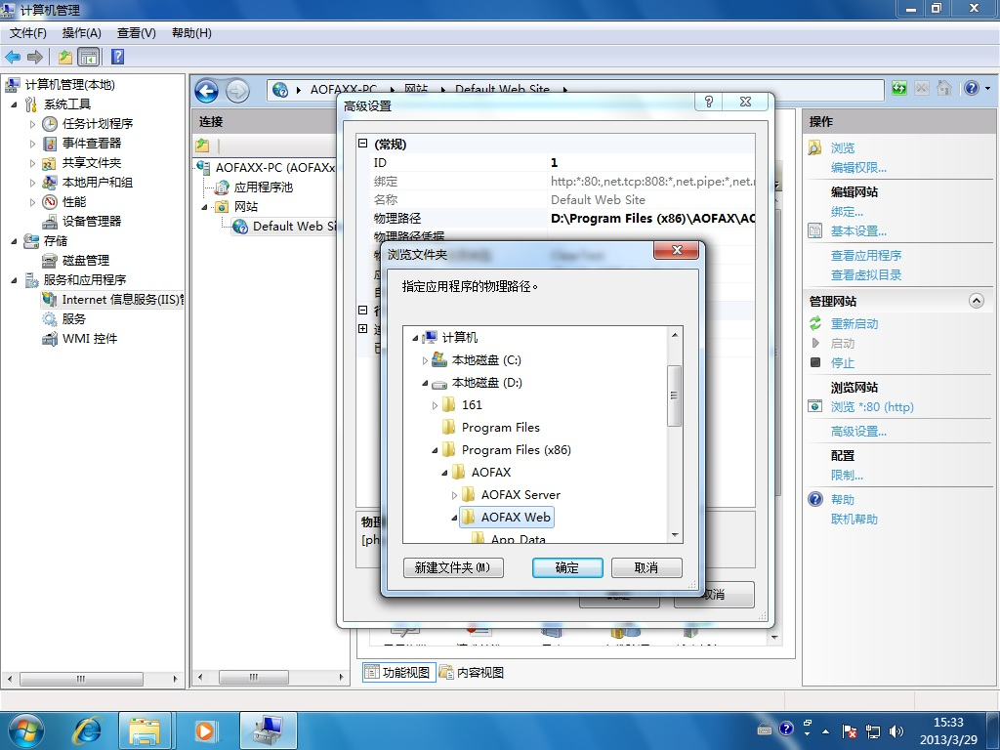 计算机管理
文件(F) 操作(A) 查看(V) 帮助(H)
计算机管理(本地)
系统工具
任务计划程序
事件查看器
共享文件夹
本地用户和组
性能
设备管理器
存储
磁盘管理
服务和应用程序
Internet 信息服务(IIS)
服务
WMI 控件
AOFAXX-PC 网站 Default Web Site
连接
AOFAXX-PC (AOFAXx
应用程序池
网站
Default Web Si
高级设置
(常规)
ID 1
绑定 http:*:80:,net.tcp:808:*,net.pipe:*,net.
名称 Default Web Site
物理路径 D:\Program Files (x86)\AOFAX\AO
物理路径凭据
物理
[ph
取消
浏览文件夹
指定应用程序的物理路径。
计算机
本地磁盘 (C:)
本地磁盘 (D:)
161
Program Files
Program Files (x86)
AOFAX
AOFAX Server
AOFAX Web
App_Data
新建文件夹(M) 确定 取消
功能视图 内容视图
操作
浏览
编辑权限...
编辑网站
绑定...
基本设置...
查看应用程序
查看虚拟目录
管理网站
重新启动
启动
停止
浏览网站
浏览 *:80 (http)
高级设置...
配置
限制...
帮助
联机帮助
15:33
2013/3/29